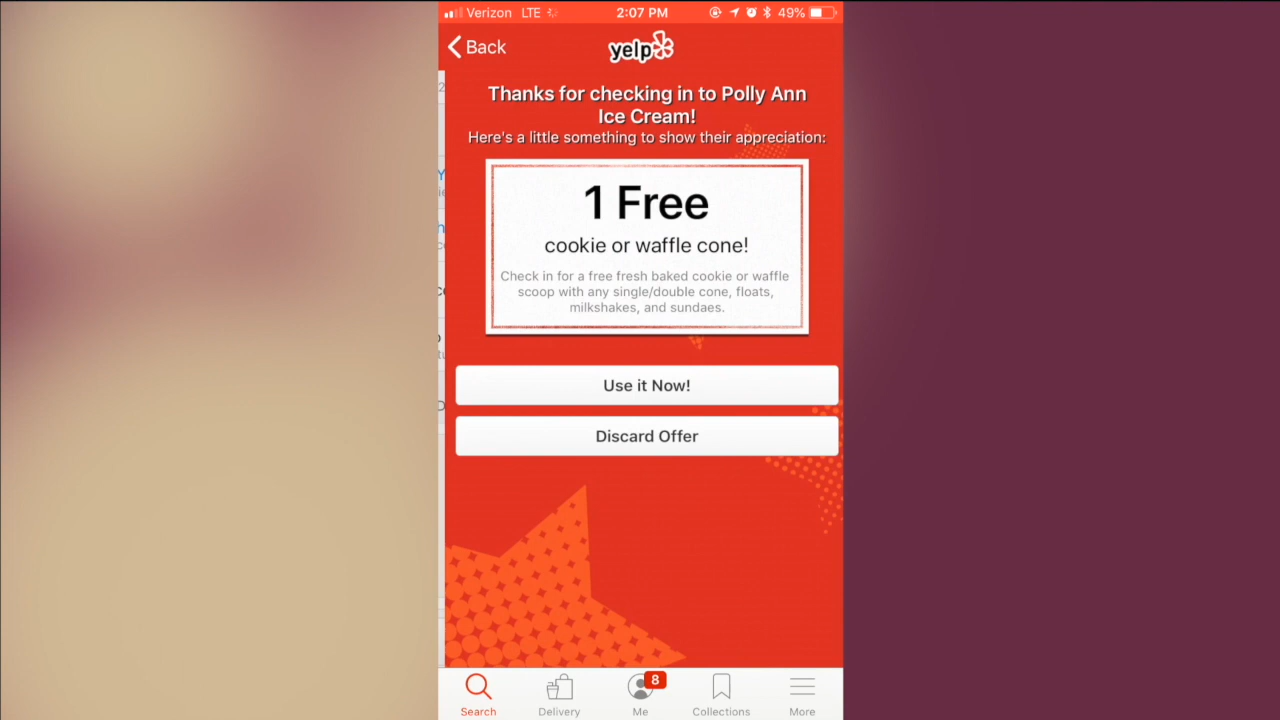 Verizon LTE 2:07 PM 49%
Back yelp
Thanks for checking in to Polly Ann
Ice Cream!
Here's a little something to show their appreciation:
1 Free
cookie or waffle cone!
Check in for a free fresh baked cookie or waffle
scoop with any single/double cone, floats,
milkshakes, and sundaes.
Use it Now!
Discard Offer
8
Search Delivery Me Collections More